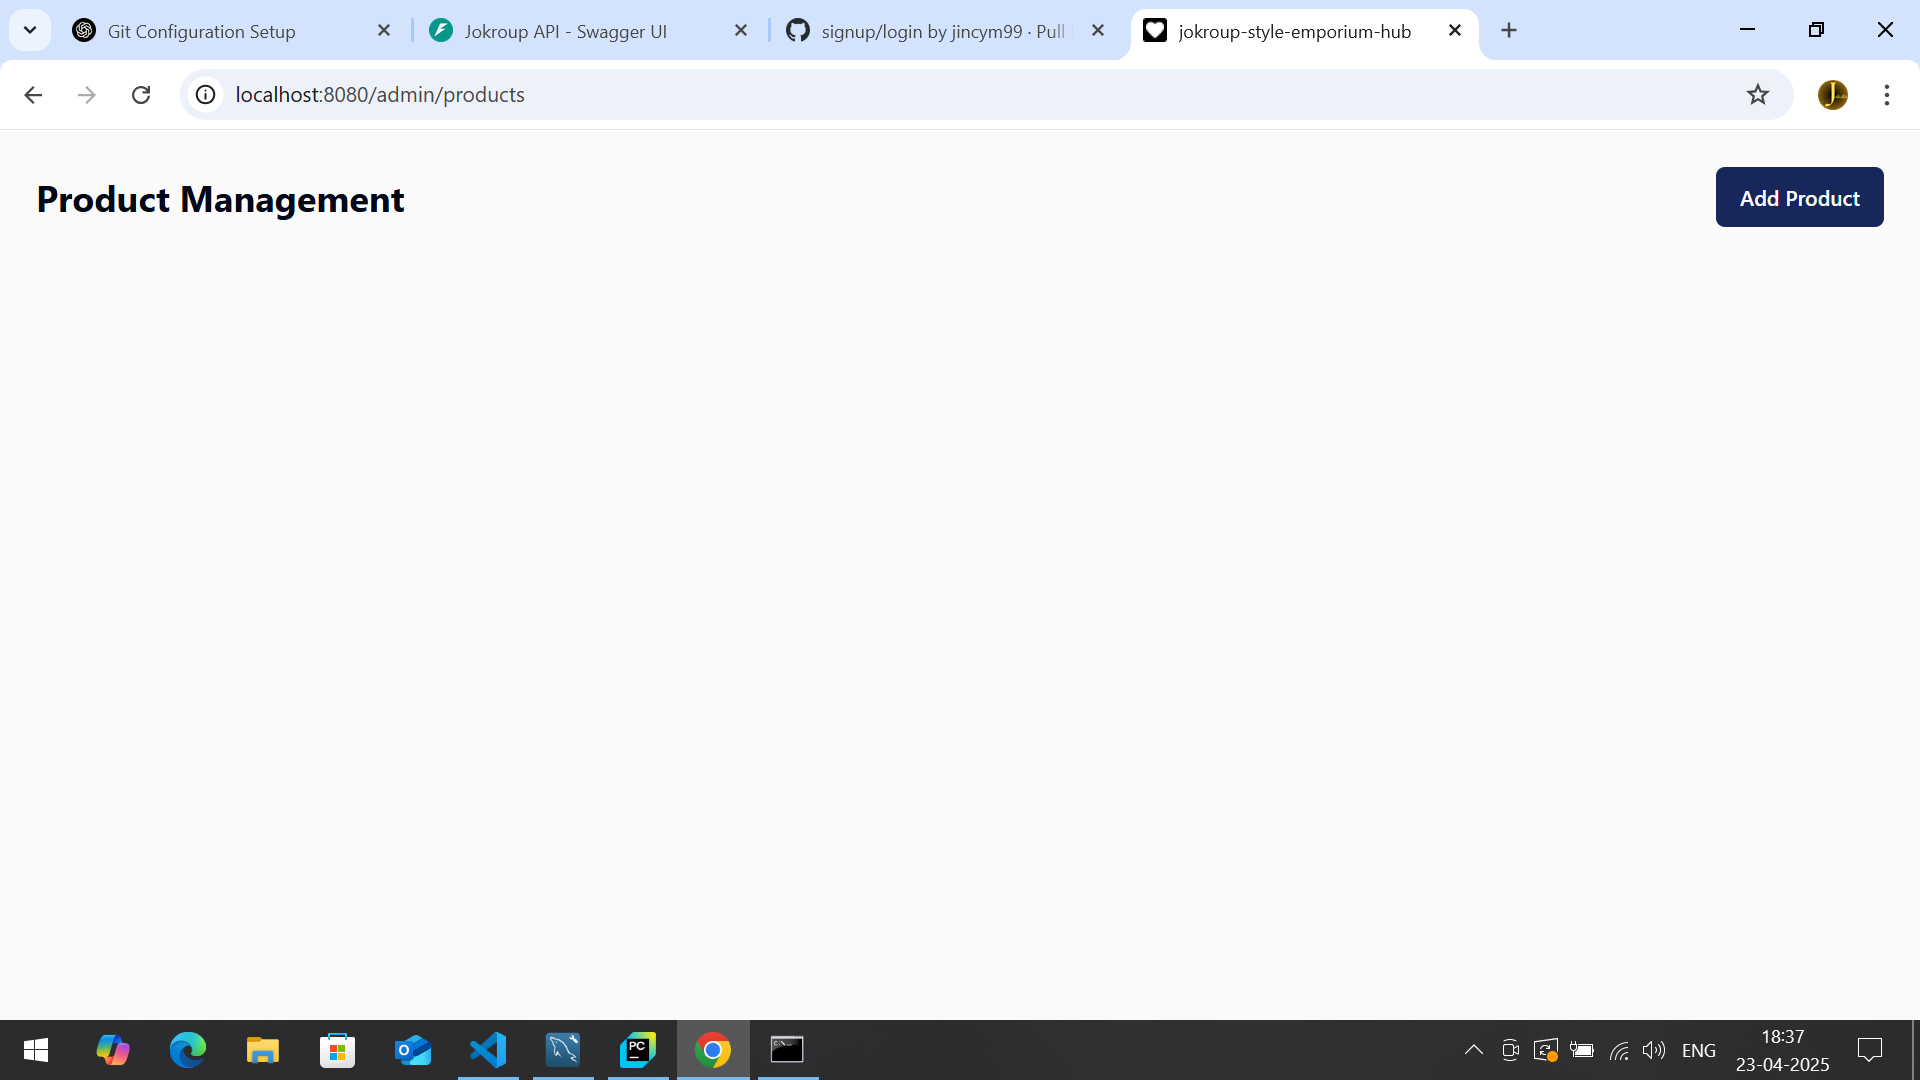 Git Configuration Setup
Jokroup API - Swagger UI
signup/login by jincym99 · Pull
jokroup-style-emporium-hub
localhost:8080/admin/products
Product Management
Add Product
PC
ENG
18:37
23-04-2025